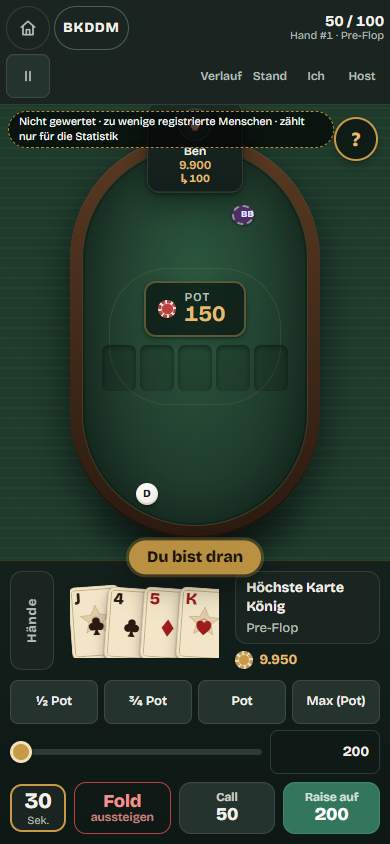 BKDDM
50 / 100
Hand #1 · Pre-Flop
Verlauf Stand Ich Host
Nicht gewertet · zu wenige registrierte Menschen · zählt
nur für die Statistik
?
Ben
9.900
100
BB
POT
150
D
Du bist dran
Hände
J 4 5 K
Höchste Karte
König
Pre-Flop
9.950
½ Pot
¾ Pot
Pot
Max (Pot)
200
30
Sek.
Fold
aussteigen
Call
50
Raise auf
200